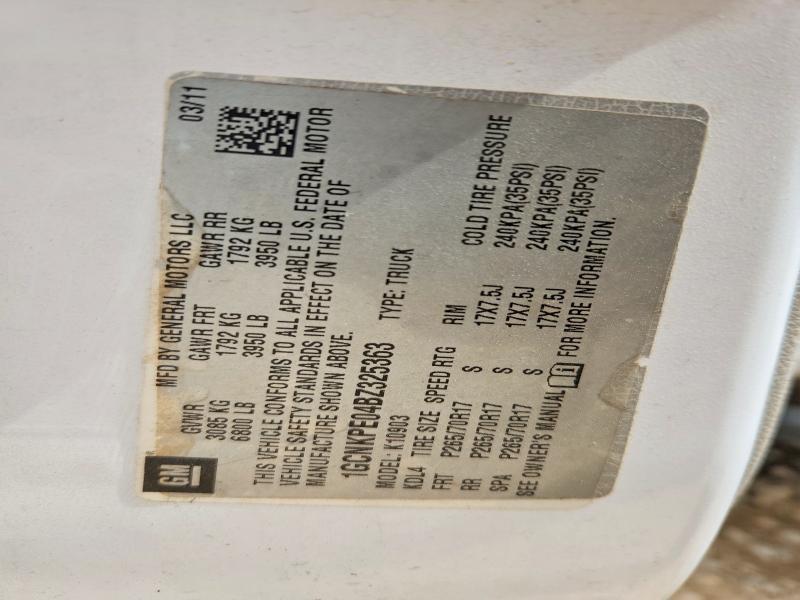 GM
MFD BY GENERAL MOTORS LLC 03/11
GVWR GAWR FRT GAWR RR
3085 KG 1792 KG 1792 KG
6800 LB 3950 LB 3950 LB
THIS VEHICLE CONFORMS TO ALL APPLICABLE U.S. FEDERAL MOTOR
VEHICLE SAFETY STANDARDS IN EFFECT ON THE DATE OF
MANUFACTURE SHOWN ABOVE.
1GCNKPE04BZ325363 TYPE: TRUCK
MODEL: K10903
KDL4 TIRE SIZE SPEED RTG RIM COLD TIRE PRESSURE
FRT P265/70R17 S 17X7.5J 240KPA(35PSI)
RR P265/70R17 S 17X7.5J 240KPA(35PSI)
SPA P265/70R17 S 17X7.5J 240KPA(35PSI)
SEE OWNER'S MANUAL FOR MORE INFORMATION.